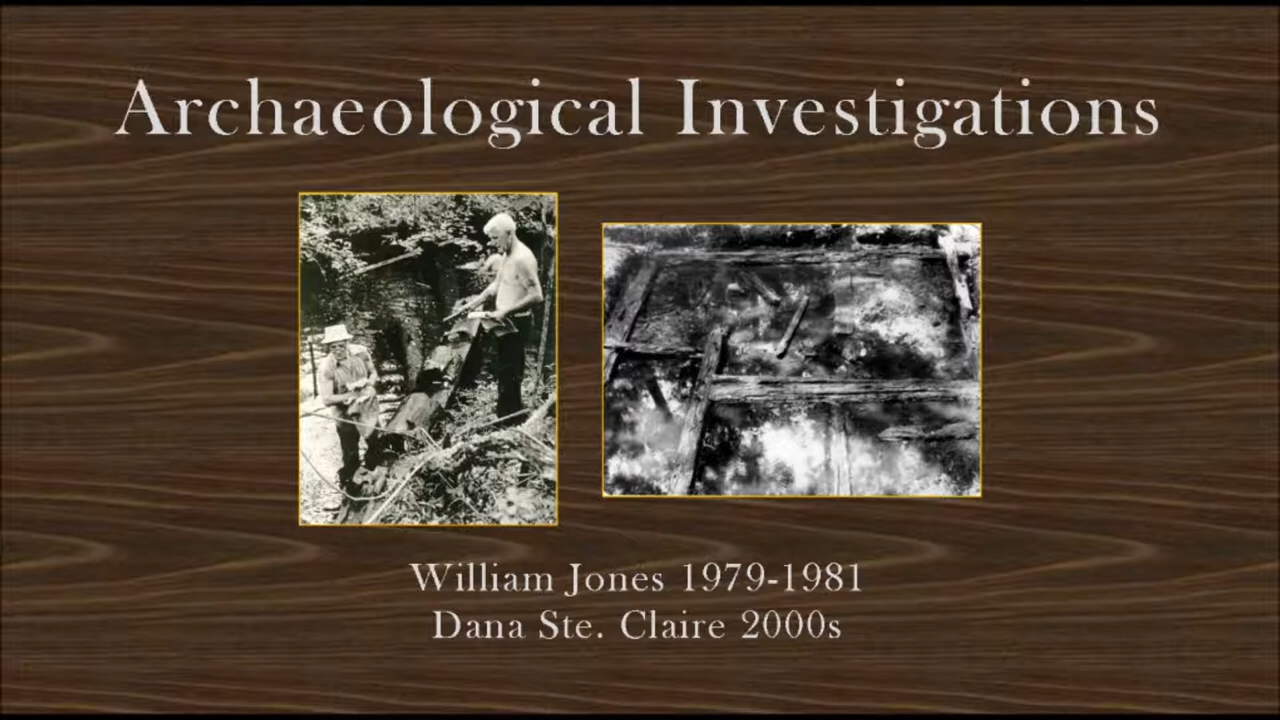 Archaeological Investigations
William Jones 1979-1981
Dana Ste. Claire 2000s